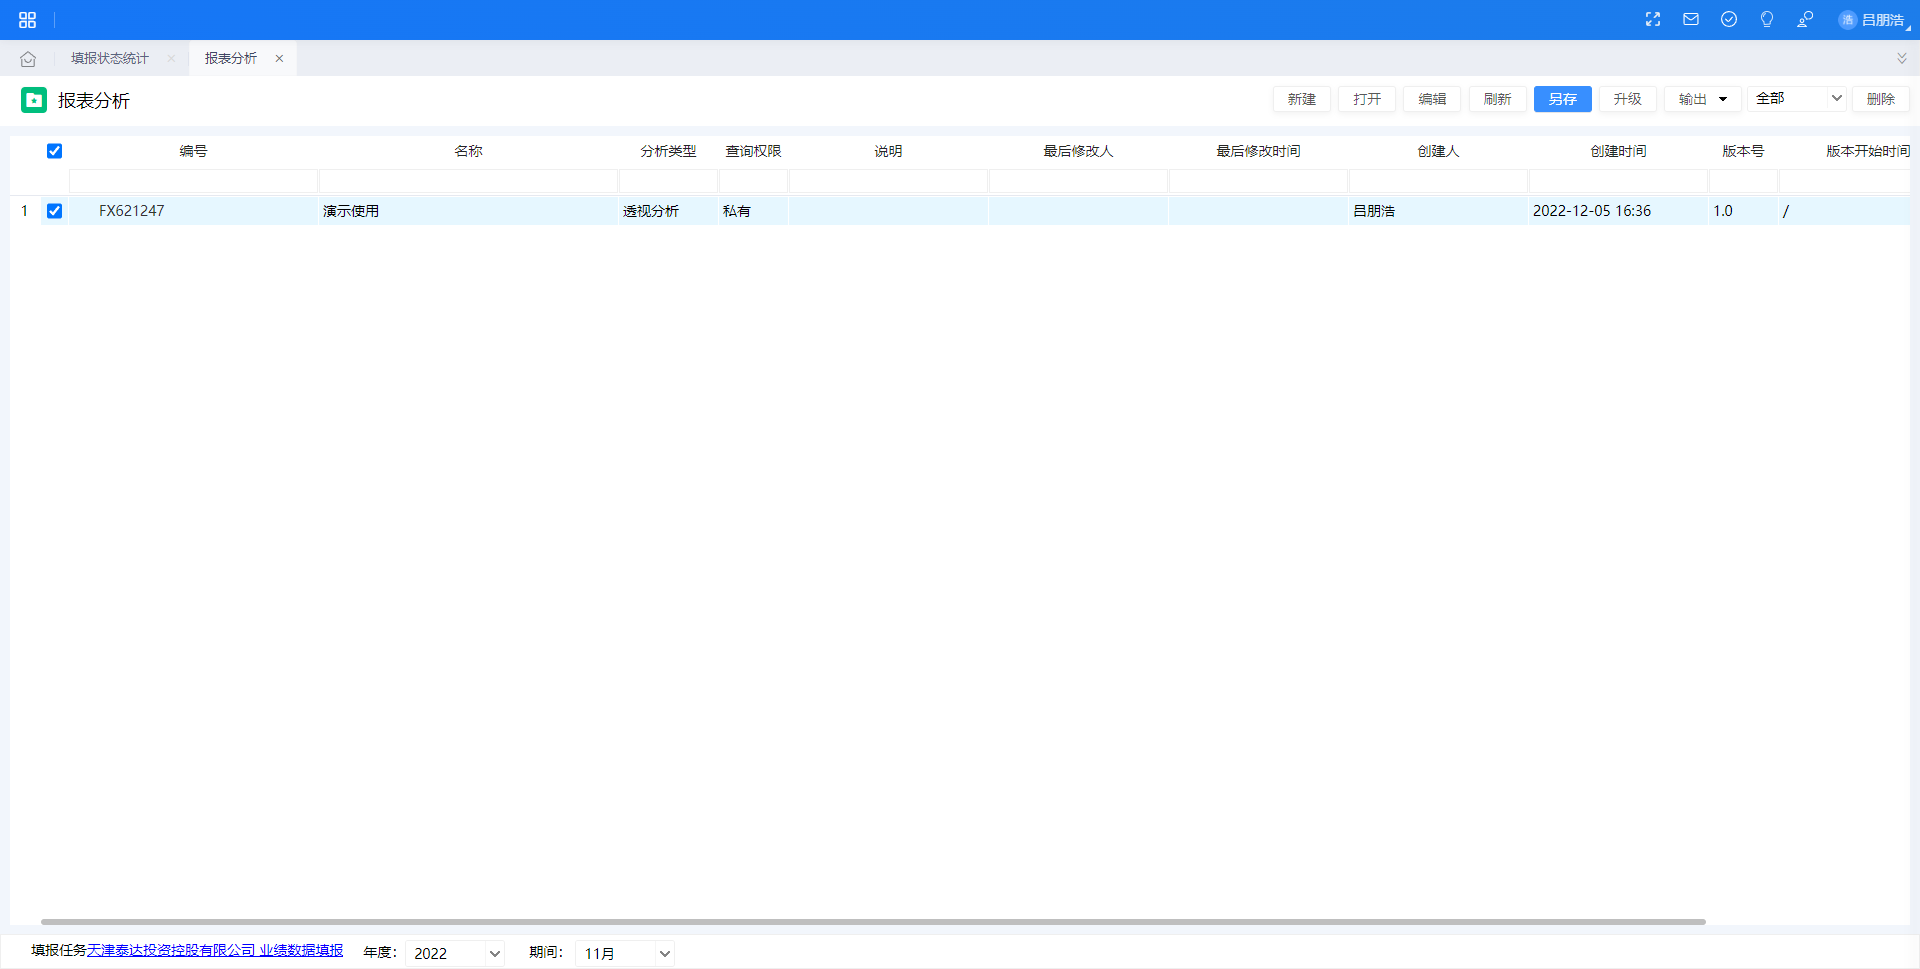 浩 吕朋浩
填报状态统计 报表分析
报表分析 新建 打开 编辑 刷新 另存 升级 输出 全部 删除
编号 名称 分析类型 查询权限 说明 最后修改人 最后修改时间 创建人 创建时间 版本号 版本开始时间
1 FX621247 演示使用 透视分析 私有 吕朋浩 2022-12-05 16:36 1.0 /
填报任务天津泰达投资控股有限公司 业绩数据填报 年度： 2022 期间： 11月